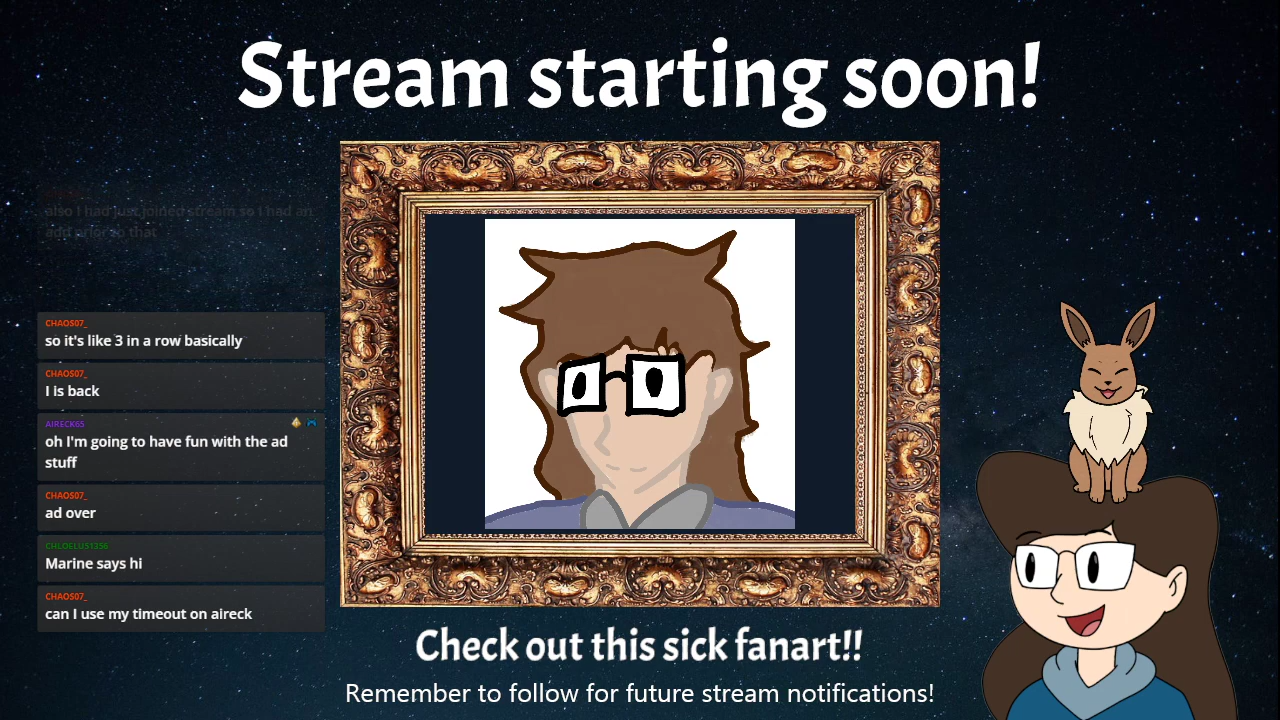 Stream starting soon!
also I had just joined stream so I had an
add prior to that
CHAOS07_
so it's like 3 in a row basically
CHAOS07_
I is back
AIRECK65
oh I'm going to have fun with the ad
stuff
CHAOS07_
ad over
CHLOELUS1356
Marine says hi
CHAOS07_
can I use my timeout on aireck
Check out this sick fanart!!
Remember to follow for future stream notifications!